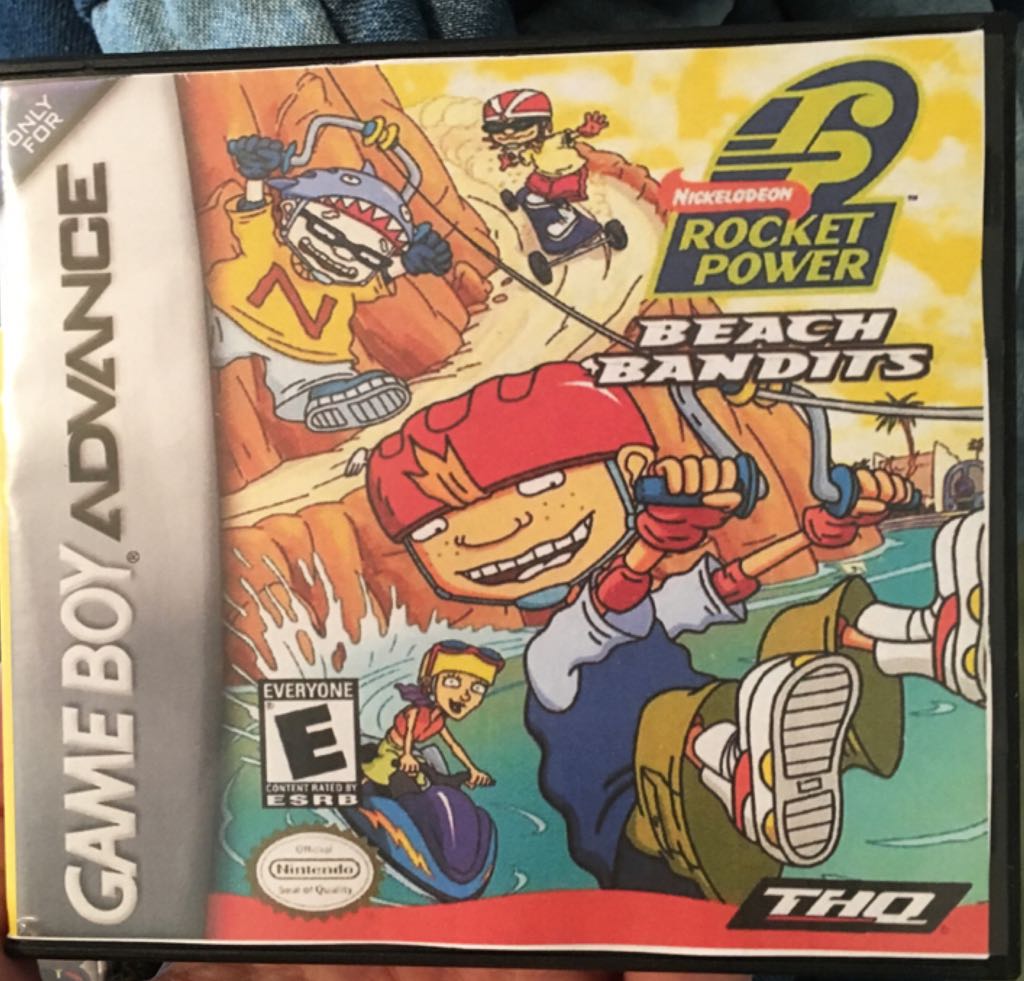 ONLY
FOR
GAME BOY ADVANCE
®
NICKELODEON
ROCKET
POWER
™
BEACH
BANDITS
Z
EVERYONE
E
CONTENT RATED BY
ESRB
Official
Nintendo
Seal of Quality
THQ